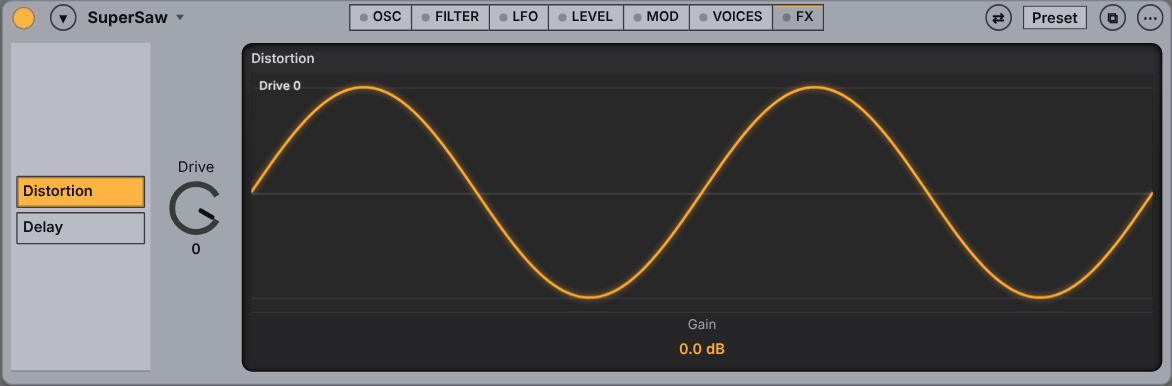 SuperSaw
OSC FILTER LFO LEVEL MOD VOICES FX
Preset
Distortion
Delay
Drive
0
Distortion
Drive 0
Gain
0.0 dB